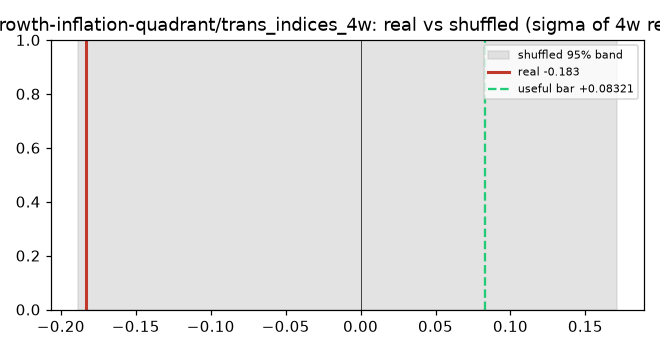 rowth-inflation-quadrant/trans_indices_4w: real vs shuffled (sigma of 4w re
1.0
0.8
0.6
0.4
0.2
0.0
shuffled 95% band
real -0.183
useful bar +0.08321
−0.20 −0.15 −0.10 −0.05 0.00 0.05 0.10 0.15